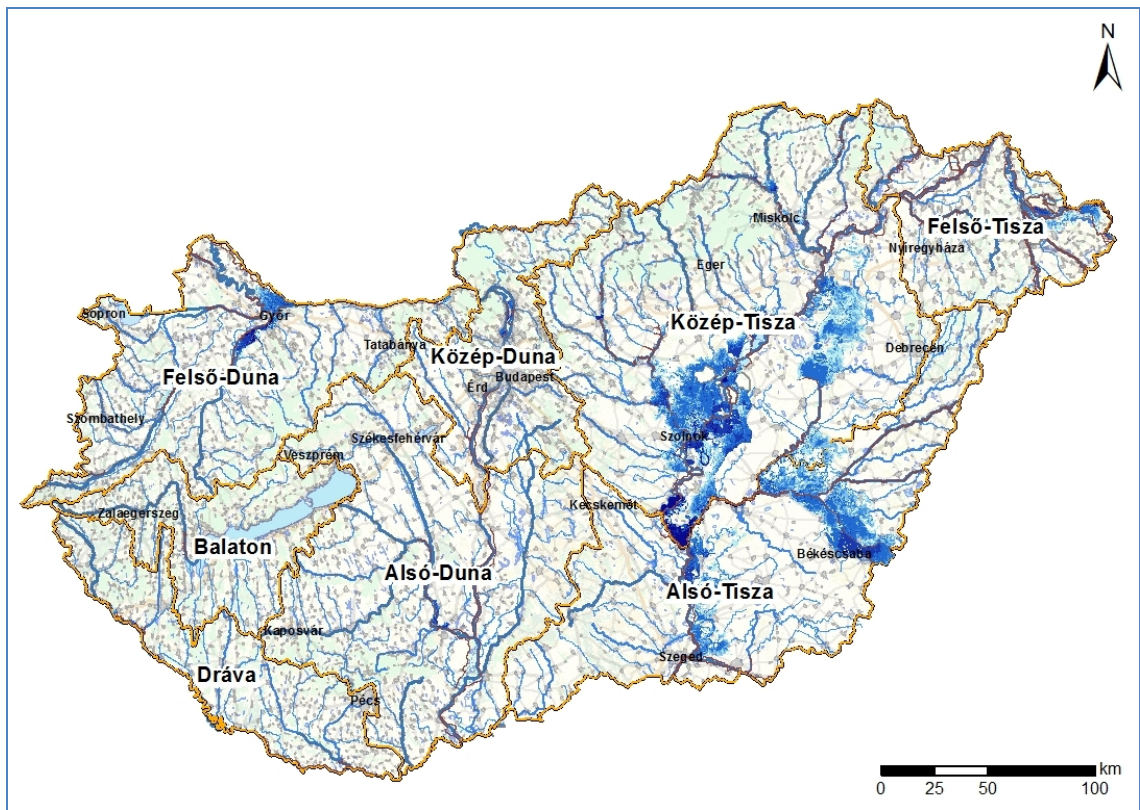 N
Miskolc
Felső-Tisza
Nyíregyháza
Eger
Sopron
Győr
Közép-Tisza
Tatabánya
Debrecen
Közép-Duna
Felső-Duna
Budapest
Érd
Szombathely
Székesfehérvár
Szolnok
Veszprém
Kecskemét
Zalaegerszeg
Balaton
Békéscsaba
Alsó-Duna
Alsó-Tisza
Kaposvár
Szeged
Dráva
Pécs
km
0 25 50 100